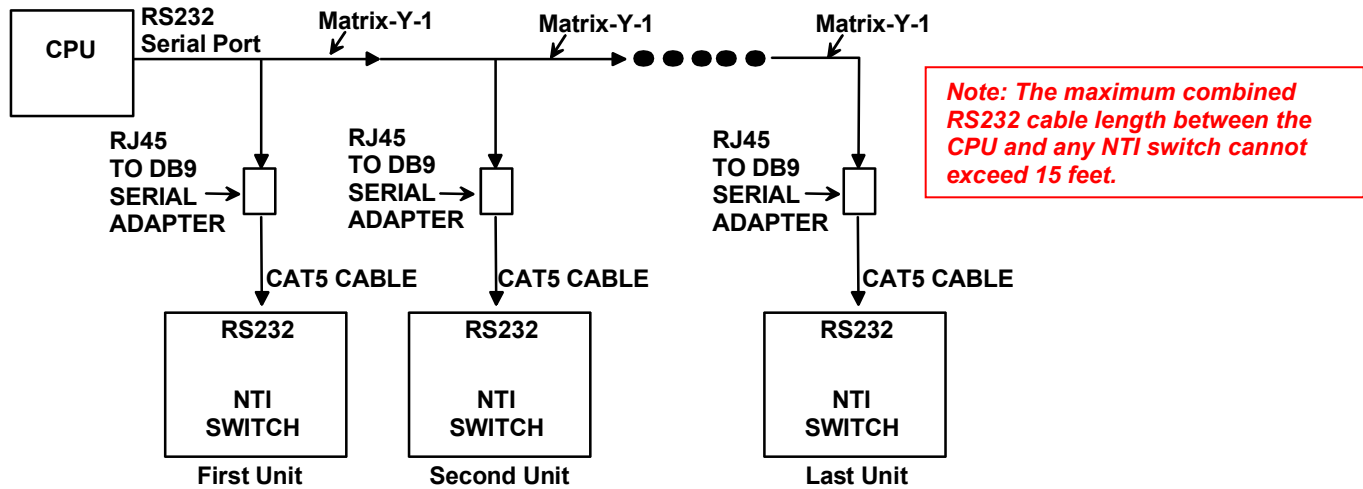 CPU
RS232
Serial Port
Matrix-Y-1
Matrix-Y-1
Matrix-Y-1
Note: The maximum combined
RS232 cable length between the
CPU and any NTI switch cannot
exceed 15 feet.
RJ45
TO DB9
SERIAL
ADAPTER
RJ45
TO DB9
SERIAL
ADAPTER
RJ45
TO DB9
SERIAL
ADAPTER
CAT5 CABLE
CAT5 CABLE
CAT5 CABLE
RS232
NTI
SWITCH
RS232
NTI
SWITCH
RS232
NTI
SWITCH
First Unit
Second Unit
Last Unit